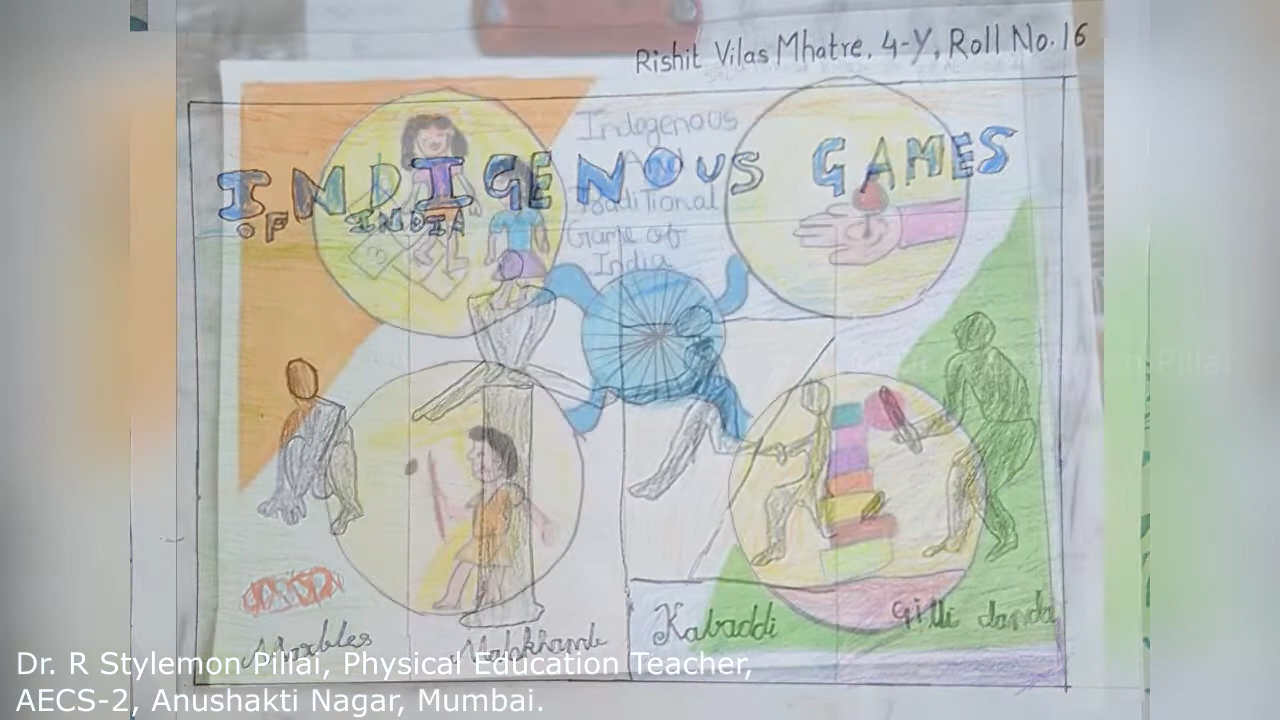 Rishit Vilas Mhatre, 4-Y, Roll No. 16
Indegenous
And
Traditional
Game of
India
INDIGENOUS GAMES
OF INDIA
Marbles
Malpkhamb
Kabaddi
Gilli danda
Dr. R Stylemon Pillai, Physical Education Teacher,
AECS-2, Anushakti Nagar, Mumbai.